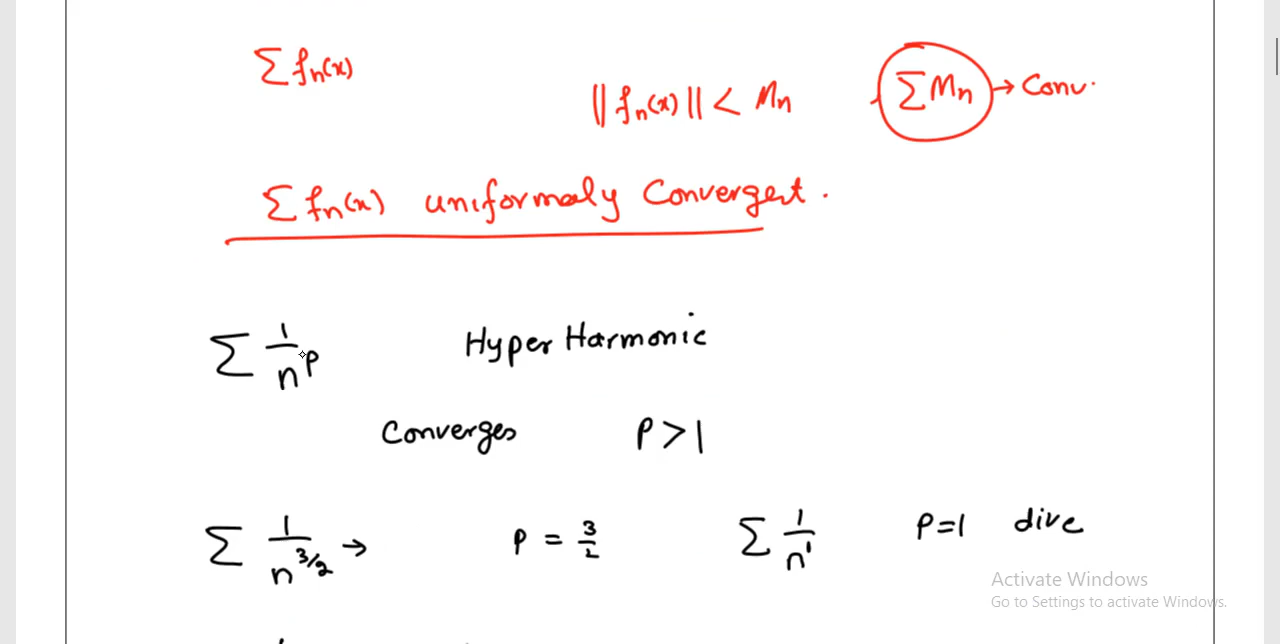 ∑ fn(x)
|| fn(x) || < Mn   ∑ Mn → Conv.
∑ fn(x) uniformaly Convergent.
∑ 1/n^p   Hyper Harmonic
Converges   P > 1
∑ 1/n^3/2 →   P = 3/2   ∑ 1/n^1   P=1 dive
Activate Windows
Go to Settings to activate Windows.